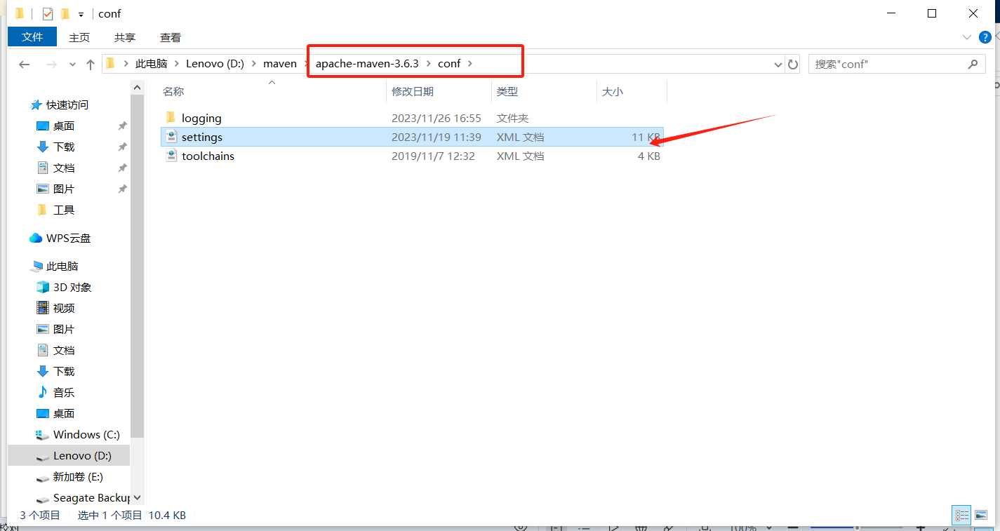 conf
文件 主页 共享 查看
此电脑 Lenovo (D:) maven apache-maven-3.6.3 conf 搜索"conf"
名称 修改日期 类型 大小
logging 2023/11/26 16:55 文件夹
settings 2023/11/19 11:39 XML 文档 11 KB
toolchains 2019/11/7 12:32 XML 文档 4 KB
快速访问
桌面
下载
文档
图片
工具
WPS云盘
此电脑
3D 对象
视频
图片
文档
下载
音乐
桌面
Windows (C:)
Lenovo (D:)
新加卷 (E:)
Seagate Backup
3 个项目 选中 1 个项目 10.4 KB
校对 100%